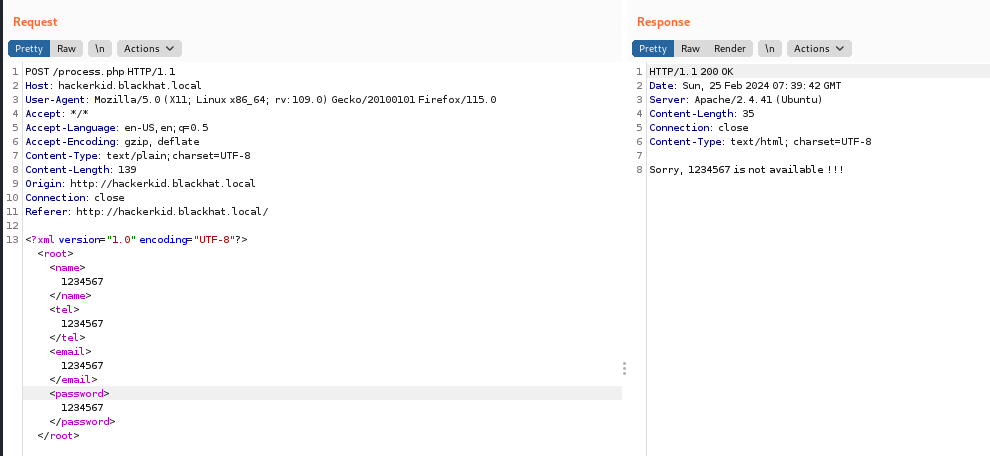 Request
Pretty Raw \n Actions
1 POST /process.php HTTP/1.1
2 Host: hackerkid.blackhat.local
3 User-Agent: Mozilla/5.0 (X11; Linux x86_64; rv:109.0) Gecko/20100101 Firefox/115.0
4 Accept: */*
5 Accept-Language: en-US,en;q=0.5
6 Accept-Encoding: gzip, deflate
7 Content-Type: text/plain;charset=UTF-8
8 Content-Length: 139
9 Origin: http://hackerkid.blackhat.local
10 Connection: close
11 Referer: http://hackerkid.blackhat.local/
12
13 <?xml version="1.0" encoding="UTF-8"?>
<root>
<name>
1234567
</name>
<tel>
1234567
</tel>
<email>
1234567
</email>
<password>
1234567
</password>
</root>
Response
Pretty Raw Render \n Actions
1 HTTP/1.1 200 OK
2 Date: Sun, 25 Feb 2024 07:39:42 GMT
3 Server: Apache/2.4.41 (Ubuntu)
4 Content-Length: 35
5 Connection: close
6 Content-Type: text/html; charset=UTF-8
7
8 Sorry, 1234567 is not available !!!